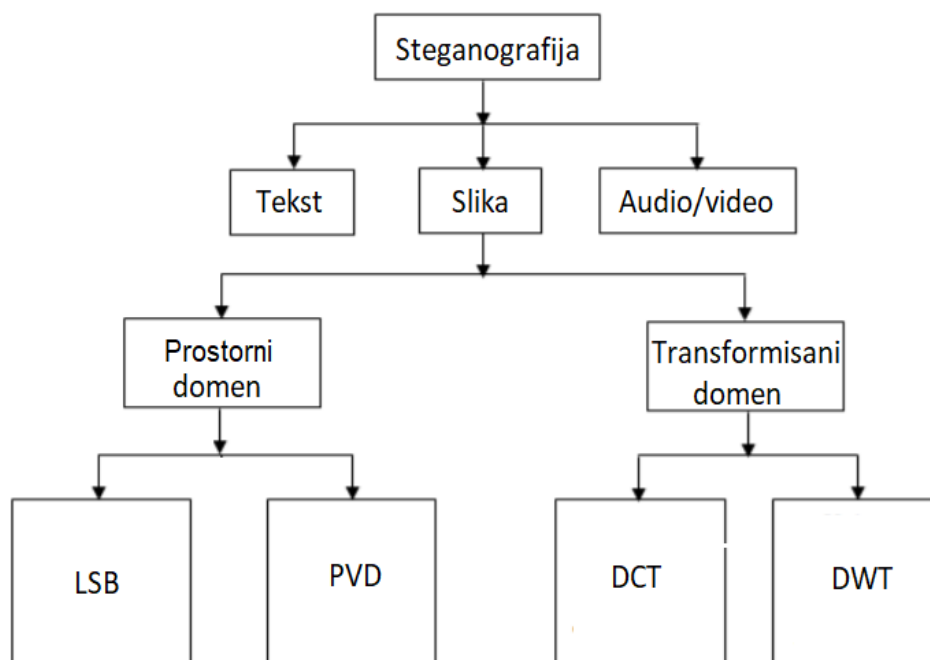 Steganografija
Tekst
Slika
Audio/video
Prostorni
domen
Transformisani
domen
LSB
PVD
DCT
DWT